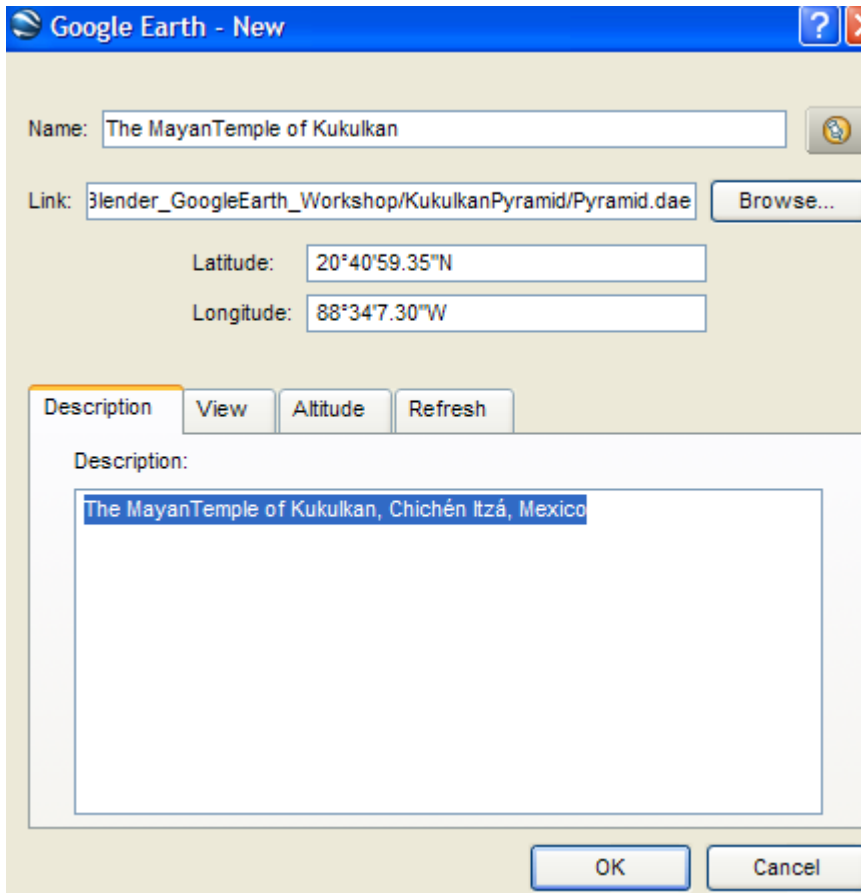 Google Earth - New
Name: The MayanTemple of Kukulkan
Link: Blender_GoogleEarth_Workshop/KukulkanPyramid/Pyramid.dae Browse...
Latitude: 20°40'59.35"N
Longitude: 88°34'7.30"W
Description View Altitude Refresh
Description:
The MayanTemple of Kukulkan, Chichén Itzá, Mexico
OK Cancel